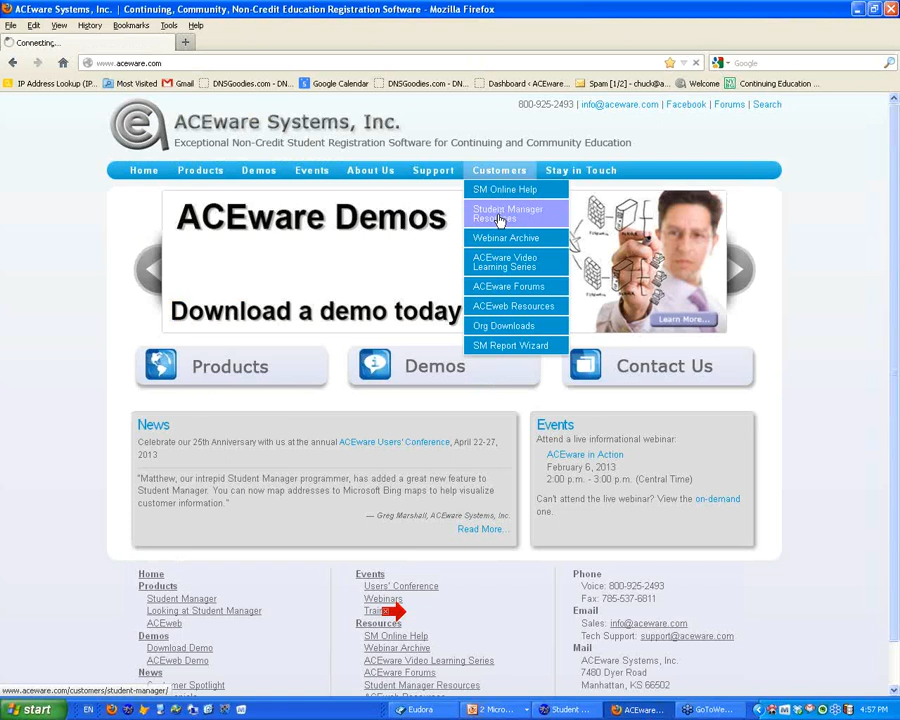 ACEware Systems, Inc. | Continuing, Community, Non-Credit Education Registration Software - Mozilla Firefox
File Edit View History Bookmarks Tools Help
Connecting...
www.aceware.com
Google
IP Address Lookup (IP... Most Visited Gmail DNSGoodies.com - DN... Google Calendar DNSGoodies.com - DN... Dashboard ‹ ACEware... Spam [1/2] - chuck@a... Welcome Continuing Education ...
800-925-2493 | info@aceware.com | Facebook | Forums | Search
ACEware Systems, Inc.
Exceptional Non-Credit Student Registration Software for Continuing and Community Education
Home Products Demos Events About Us Support Customers Stay in Touch
SM Online Help
Student Manager
Resources
Webinar Archive
ACEware Video
Learning Series
ACEware Forums
ACEweb Resources
Org Downloads
SM Report Wizard
ACEware Demos
Download a demo today
Learn More...
Products Demos Contact Us
News
Celebrate our 25th Anniversary with us at the annual ACEware Users' Conference, April 22-27,
2013
"Matthew, our intrepid Student Manager programmer, has added a great new feature to
Student Manager. You can now map addresses to Microsoft Bing maps to help visualize
customer information."
— Greg Marshall, ACEware Systems, Inc.
Read More...
Events
Attend a live informational webinar:
ACEware in Action
February 6, 2013
2:00 p.m. - 3:00 p.m. (Central Time)
Can't attend the live webinar? View the on-demand
one.
Home
Products
Student Manager
Looking at Student Manager
ACEweb
Demos
Download Demo
ACEweb Demo
News
Spotlight
Events
Users' Conference
Webinars
Resources
SM Online Help
Webinar Archive
ACEware Video Learning Series
ACEware Forums
Student Manager Resources
Phone
Voice: 800-925-2493
Fax: 785-537-6811
Email
Sales: info@aceware.com
Tech Support: support@aceware.com
Mail
ACEware Systems, Inc.
7480 Dyer Road
Manhattan, KS 66502
www.aceware.com/customers/student-manager/
start EN Eudora 2 Micro... Student ... ACEware... GoToWe... 4:57 PM